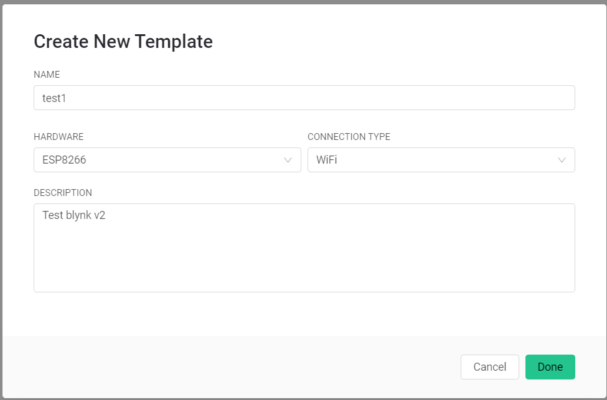 Create New Template
NAME
test1
HARDWARE
CONNECTION TYPE
ESP8266
WiFi
DESCRIPTION
Test blynk v2
Cancel
Done